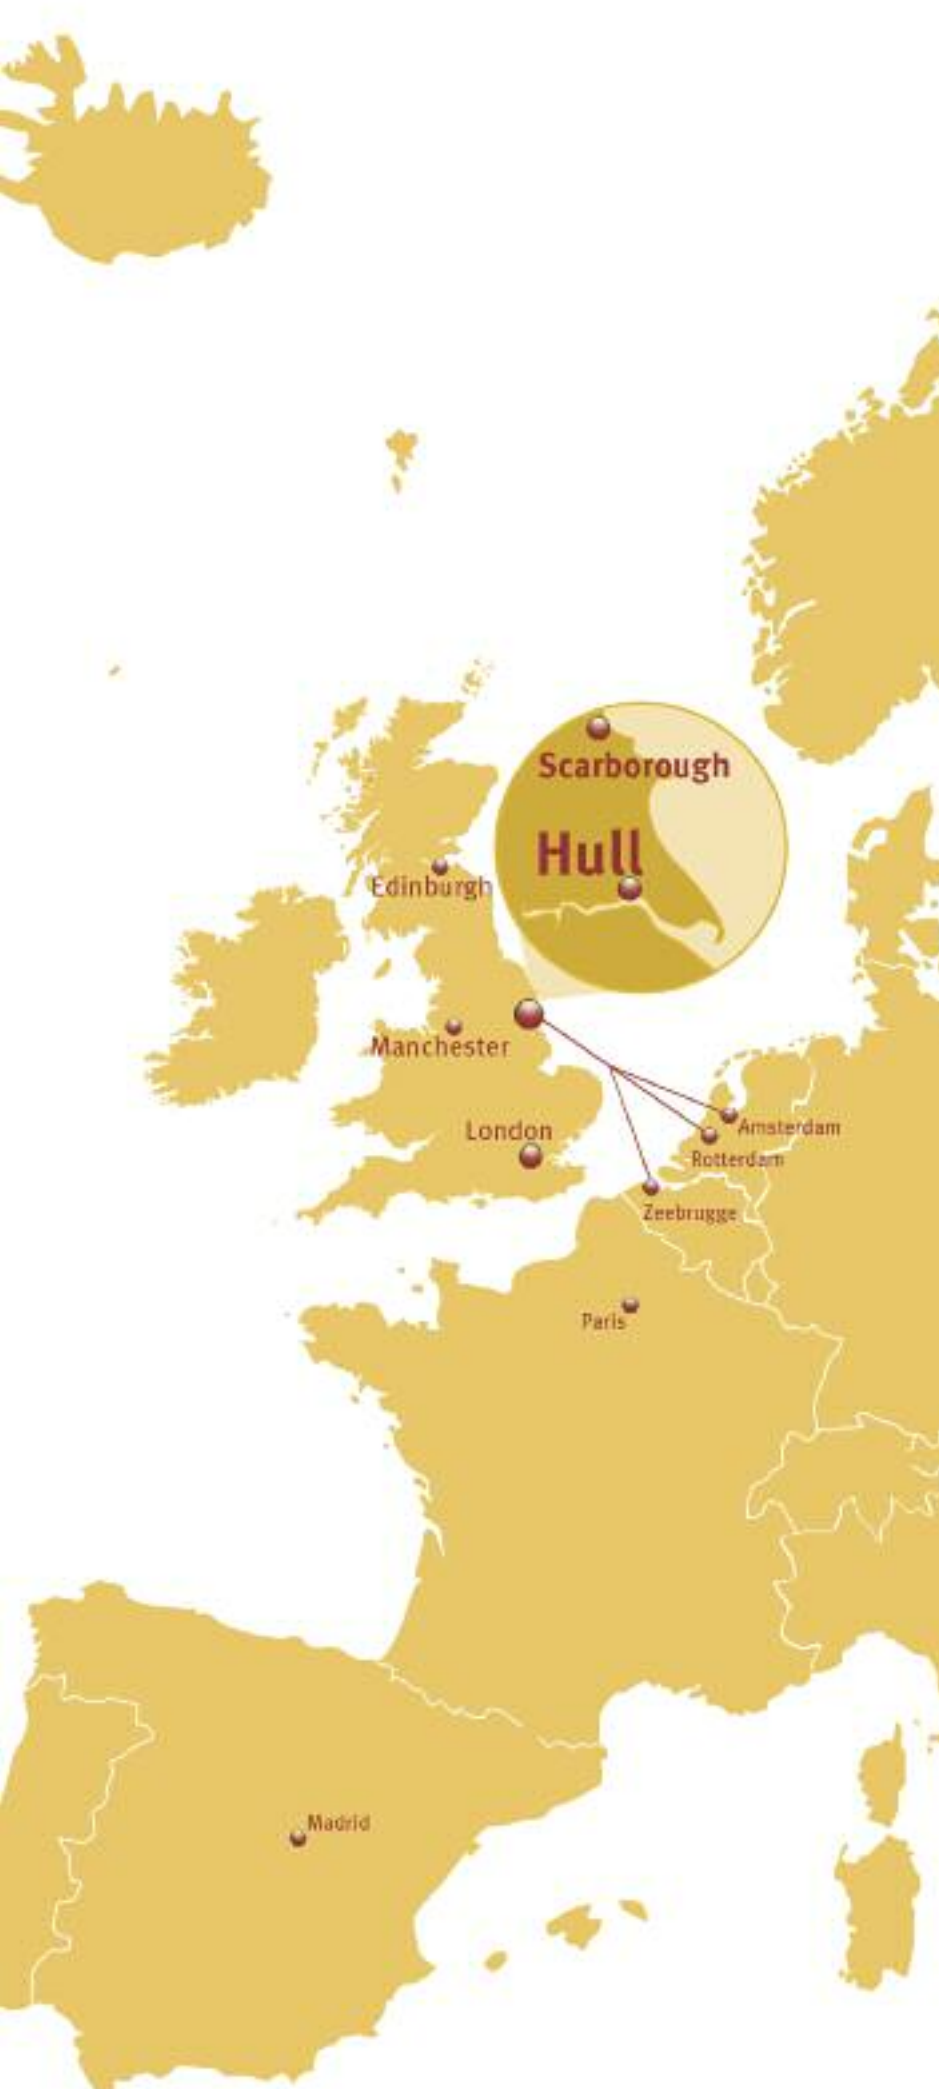 Scarborough
Hull
Edinburgh
Manchester
London
Amsterdam
Rotterdam
Zeebrugge
Paris
Madrid